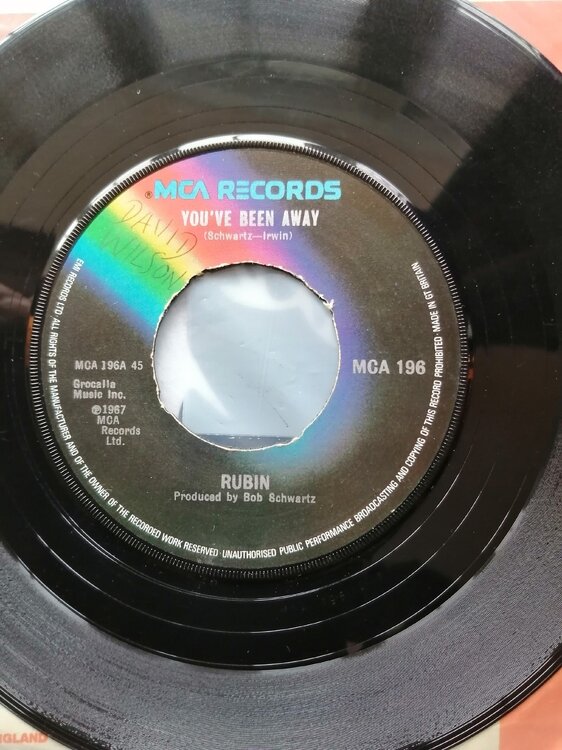 ®MCA RECORDS
YOU'VE BEEN AWAY
(Schwartz—Irwin)
DAVID
WILSON
MCA 196A 45
MCA 196
Grocalla
Music Inc.
℗1967
MCA
Records
Ltd.
RUBIN
Produced by Bob Schwartz
EMI RECORDS LTD. ALL RIGHTS OF THE MANUFACTURER AND OF THE OWNER OF THE RECORDED WORK RESERVED · UNAUTHORISED PUBLIC PERFORMANCE BROADCASTING AND COPYING OF THIS RECORD PROHIBITED · MADE IN GT BRITAIN
NGLAND